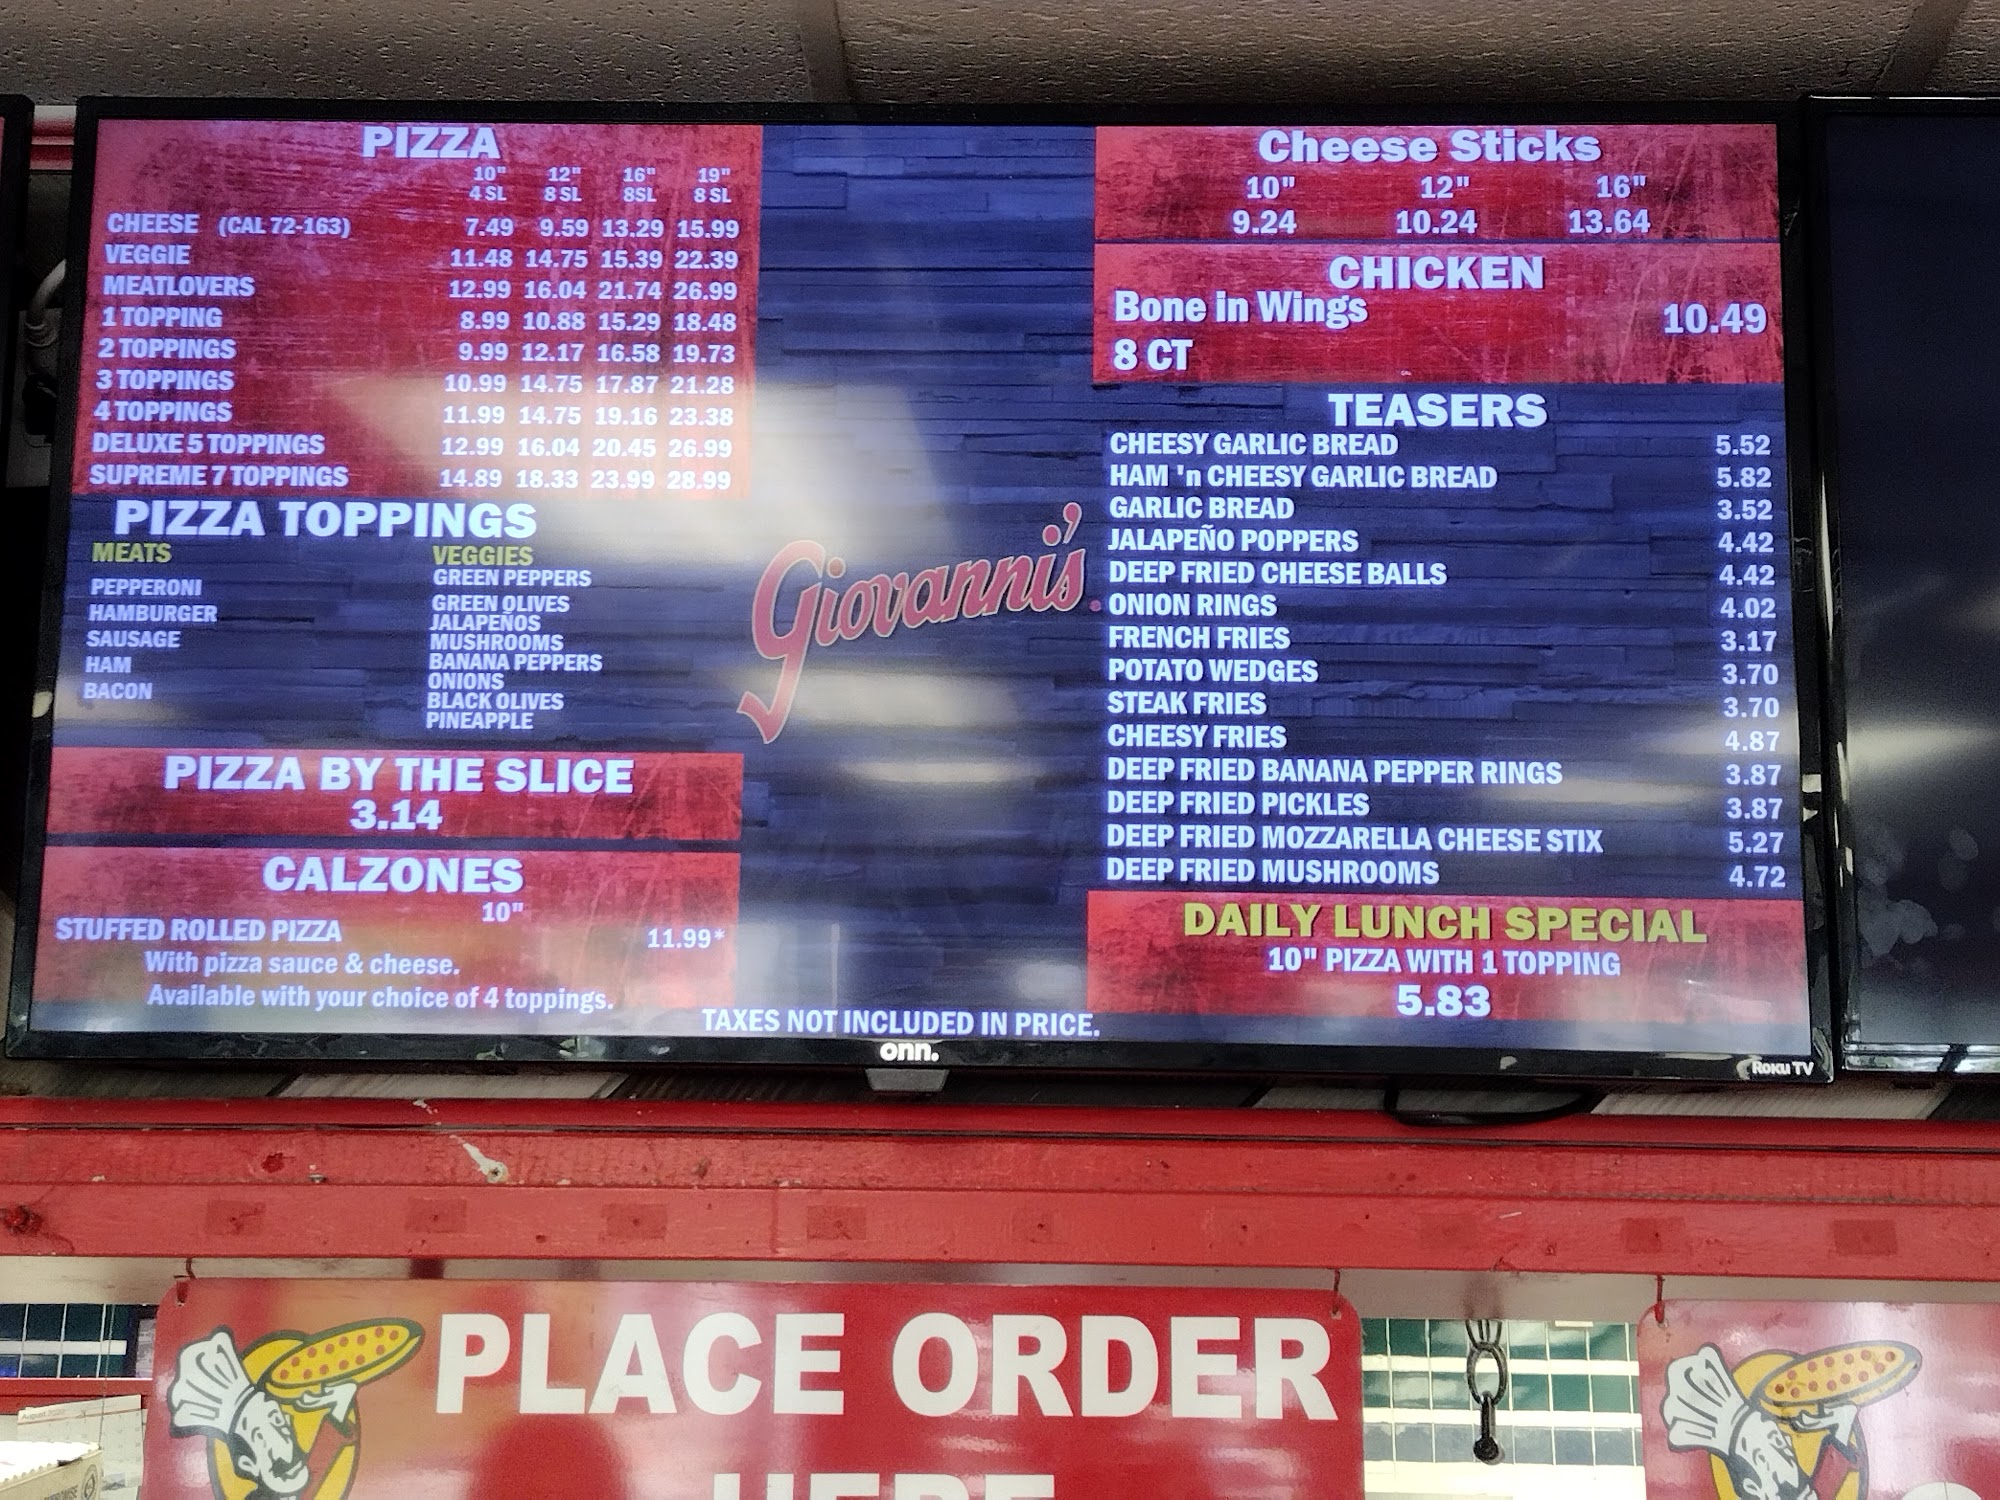 PIZZA
10" 12" 16" 19"
4 SL 8 SL 8SL 8 SL
CHEESE (CAL 72-163) 7.49 9.59 13.29 15.99
VEGGIE 11.48 14.75 15.39 22.39
MEATLOVERS 12.99 16.04 21.74 26.99
1 TOPPING 8.99 10.88 15.29 18.48
2 TOPPINGS 9.99 12.17 16.58 19.73
3 TOPPINGS 10.99 14.75 17.87 21.28
4 TOPPINGS 11.99 14.75 19.16 23.38
DELUXE 5 TOPPINGS 12.99 16.04 20.45 26.99
SUPREME 7 TOPPINGS 14.89 18.33 23.99 28.99
PIZZA TOPPINGS
MEATS
PEPPERONI
HAMBURGER
SAUSAGE
HAM
BACON
VEGGIES
GREEN PEPPERS
GREEN OLIVES
JALAPEÑOS
MUSHROOMS
BANANA PEPPERS
ONIONS
BLACK OLIVES
PINEAPPLE
PIZZA BY THE SLICE
3.14
CALZONES
10"
STUFFED ROLLED PIZZA 11.99*
With pizza sauce & cheese.
Available with your choice of 4 toppings.
Giovanni's
TAXES NOT INCLUDED IN PRICE.
Cheese Sticks
10" 12" 16"
9.24 10.24 13.64
CHICKEN
Bone in Wings 10.49
8 CT
TEASERS
CHEESY GARLIC BREAD 5.52
HAM 'n CHEESY GARLIC BREAD 5.82
GARLIC BREAD 3.52
JALAPEÑO POPPERS 4.42
DEEP FRIED CHEESE BALLS 4.42
ONION RINGS 4.02
FRENCH FRIES 3.17
POTATO WEDGES 3.70
STEAK FRIES 3.70
CHEESY FRIES 4.87
DEEP FRIED BANANA PEPPER RINGS 3.87
DEEP FRIED PICKLES 3.87
DEEP FRIED MOZZARELLA CHEESE STIX 5.27
DEEP FRIED MUSHROOMS 4.72
DAILY LUNCH SPECIAL
10" PIZZA WITH 1 TOPPING
5.83
onn.
Roku TV
PLACE ORDER
HERE